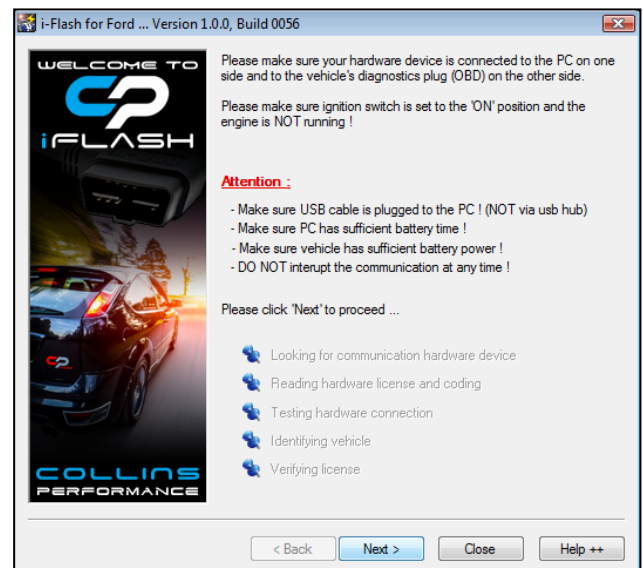 i-Flash for Ford ... Version 1.0.0, Build 0056
WELCOME TO
CP
iFLASH
COLLINS
PERFORMANCE
Please make sure your hardware device is connected to the PC on one
side and to the vehicle's diagnostics plug (OBD) on the other side.
Please make sure ignition switch is set to the 'ON' position and the
engine is NOT running !
Attention :
- Make sure USB cable is plugged to the PC ! (NOT via usb hub)
- Make sure PC has sufficient battery time !
- Make sure vehicle has sufficient battery power !
- DO NOT interupt the communication at any time !
Please click 'Next' to proceed ...
Looking for communication hardware device
Reading hardware license and coding
Testing hardware connection
Identifying vehicle
Verifying license
< Back
Next >
Close
Help ++